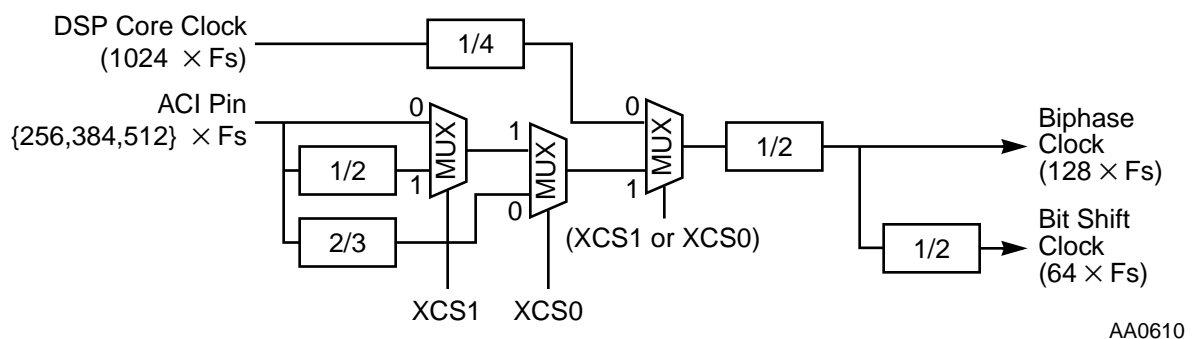 DSP Core Clock
(1024 × Fs)
1/4
ACI Pin
{256,384,512} × Fs
0
MUX
1
1/2
2/3
1
MUX
0
0
MUX
1
(XCS1 or XCS0)
XCS1
XCS0
1/2
Biphase
Clock
(128 × Fs)
1/2
Bit Shift
Clock
(64 × Fs)
AA0610